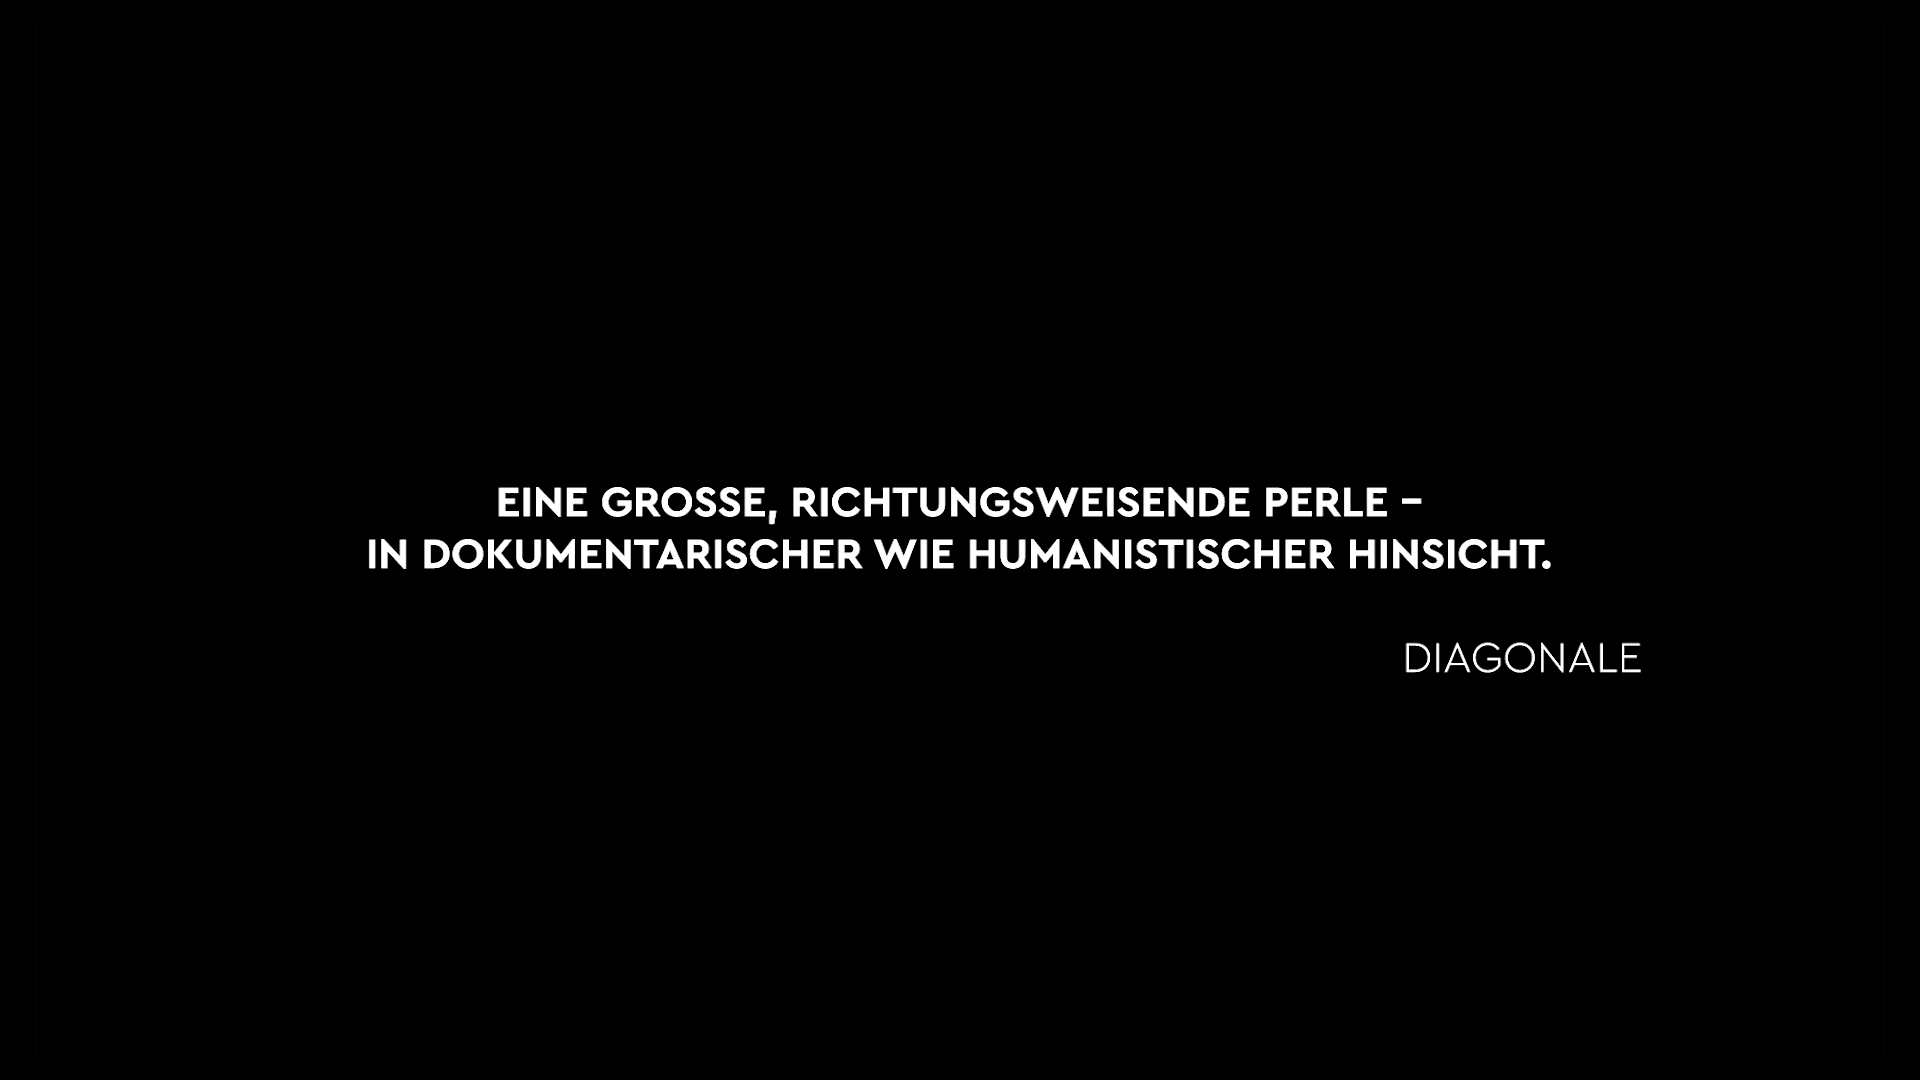 EINE GROSSE, RICHTUNGSWEISENDE PERLE –
IN DOKUMENTARISCHER WIE HUMANISTISCHER HINSICHT.
DIAGONALE